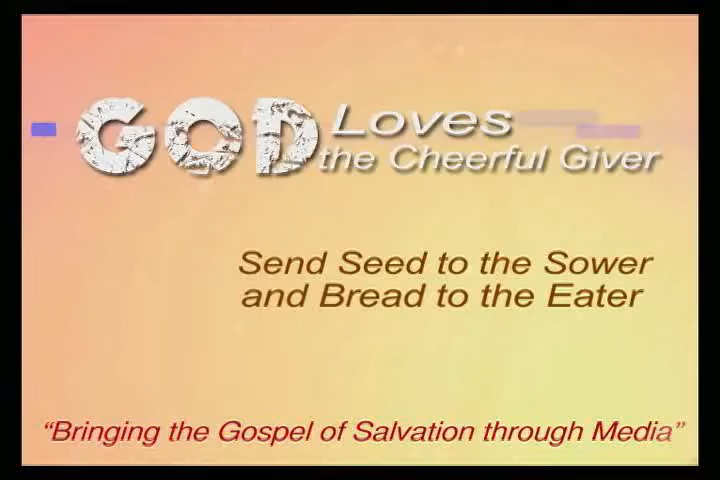 GOD Loves
the Cheerful Giver
Send Seed to the Sower
and Bread to the Eater
“Bringing the Gospel of Salvation through Media”